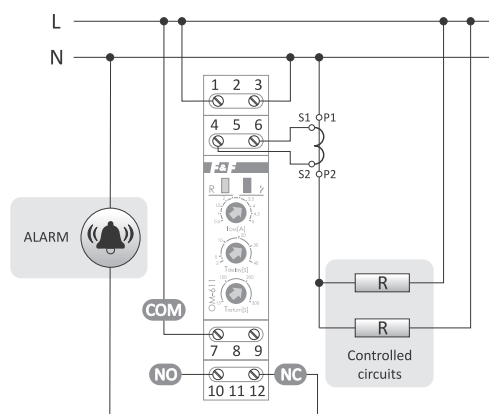 L
N
1 2 3
4 5 6
S1 P1
S2 P2
F&F
R
I
OM-611
ALARM
COM
7 8 9
NO
NC
10 11 12
R
R
Controlled
circuits